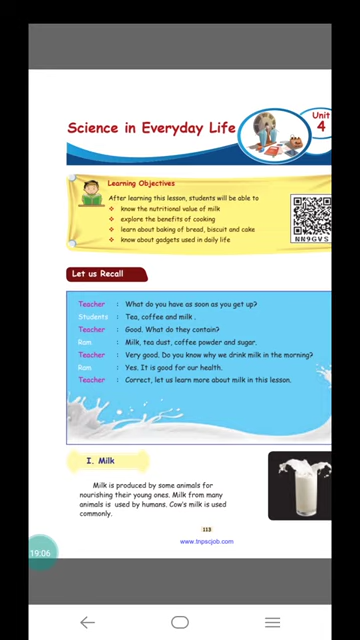 Unit
4
Science in Everyday Life
Learning Objectives
After learning this lesson, students will be able to
❖ know the nutritional value of milk
❖ explore the benefits of cooking
❖ learn about baking of bread, biscuit and cake
❖ know about gadgets used in daily life
NN9GVS
Let us Recall
Teacher : What do you have as soon as you get up?
Students : Tea, coffee and milk .
Teacher : Good. What do they contain?
Ram : Milk, tea dust, coffee powder and sugar.
Teacher : Very good. Do you know why we drink milk in the morning?
Ram : Yes. It is good for our health.
Teacher : Correct, let us learn more about milk in this lesson.
I. Milk
Milk is produced by some animals for
nourishing their young ones. Milk from many
animals is used by humans. Cow's milk is used
commonly.
113
www.tnpscjob.com
19:06